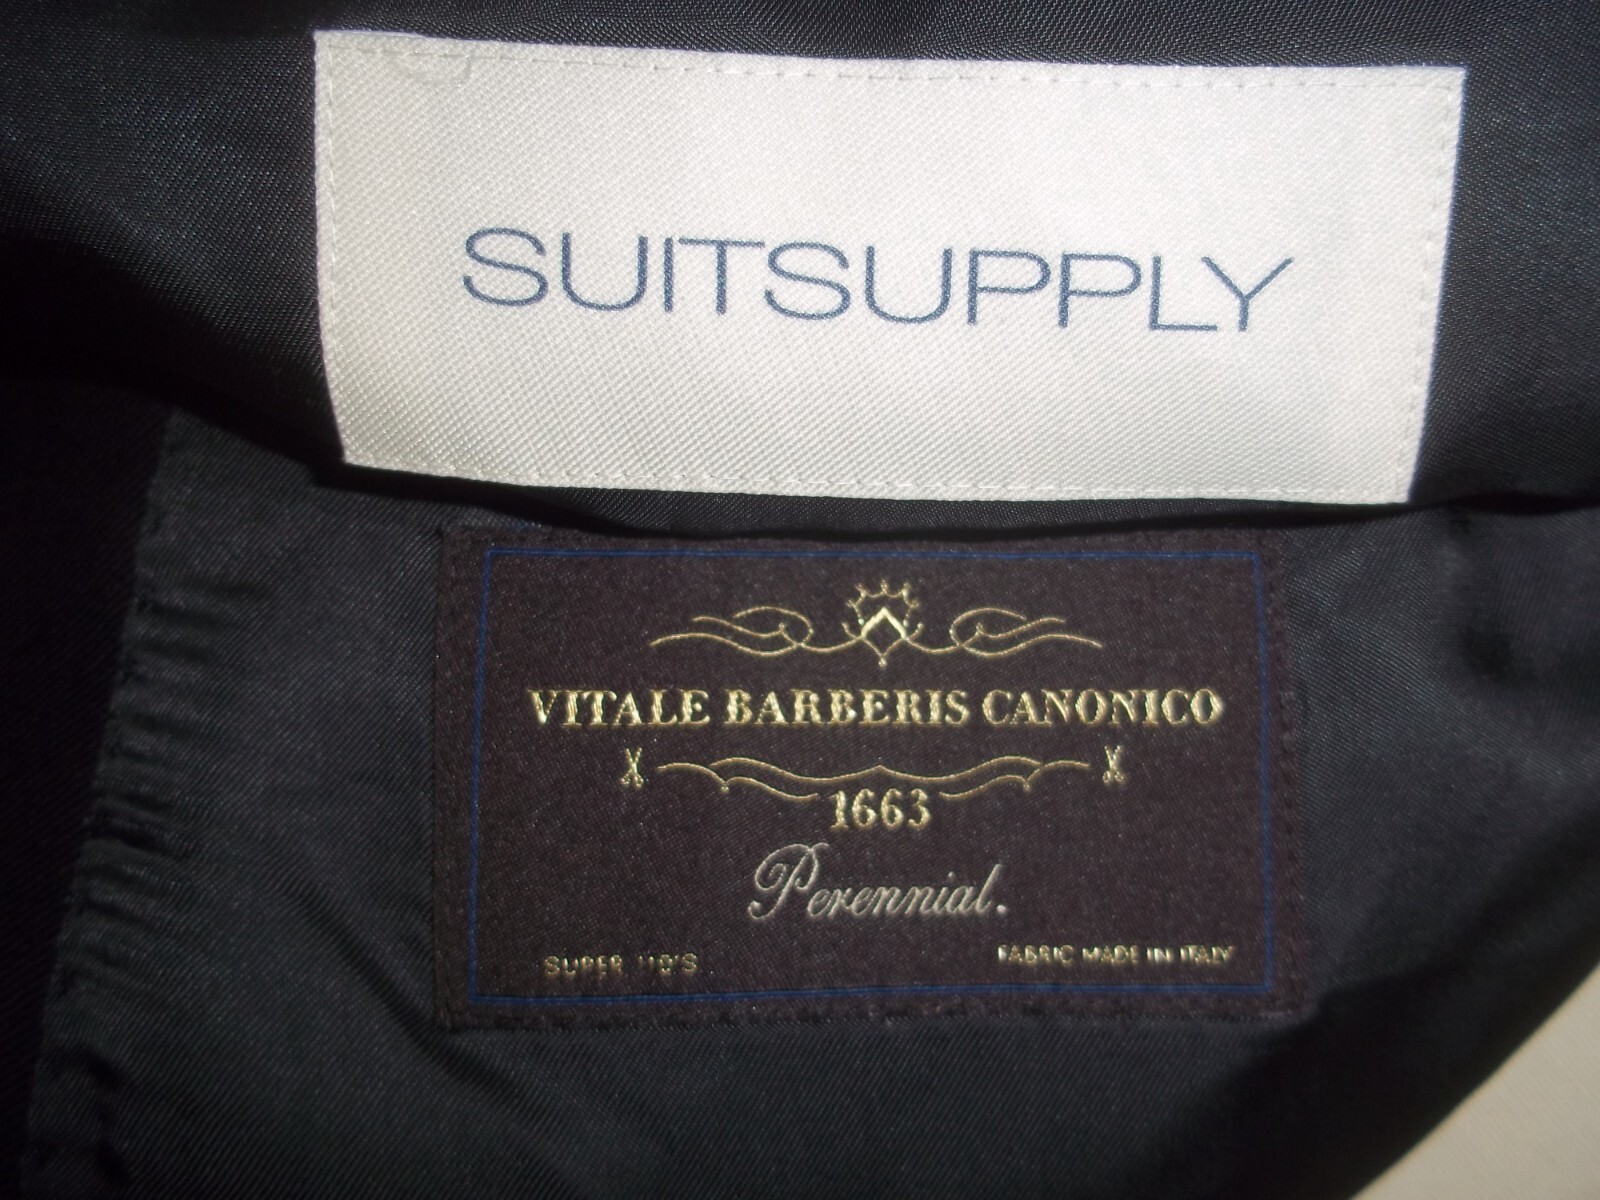 SUITSUPPLY
VITALE BARBERIS CANONICO
1663
Perennial.
SUPER 110'S
FABRIC MADE IN ITALY